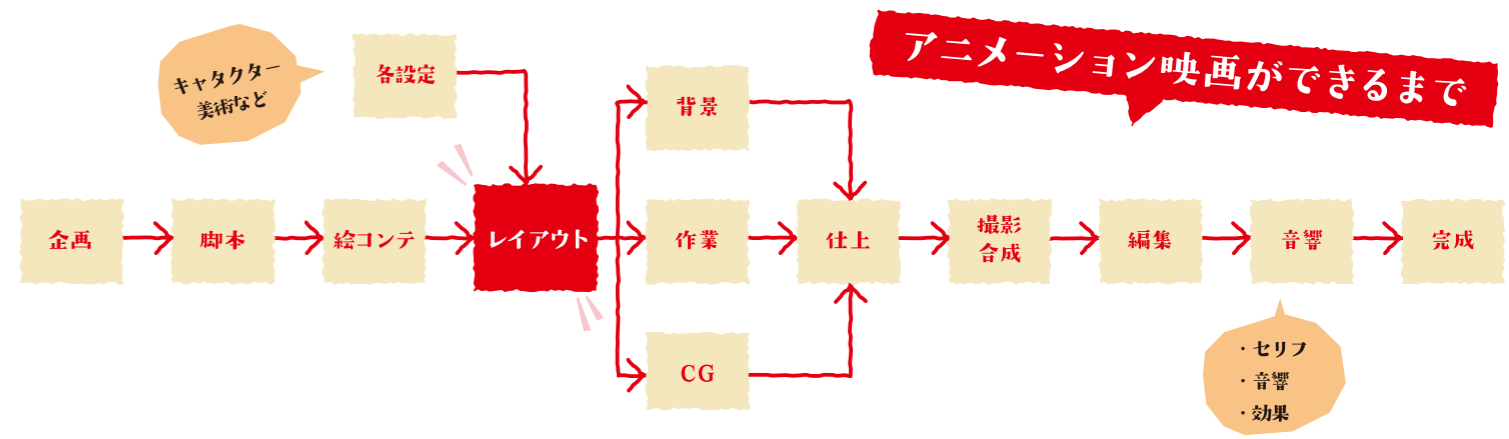 アニメーション映画ができるまで
キャタクター
美術など
各設定
企画
脚本
絵コンテ
レイアウト
背景
作業
CG
仕上
撮影
合成
編集
音響
完成
・セリフ
・音響
・効果